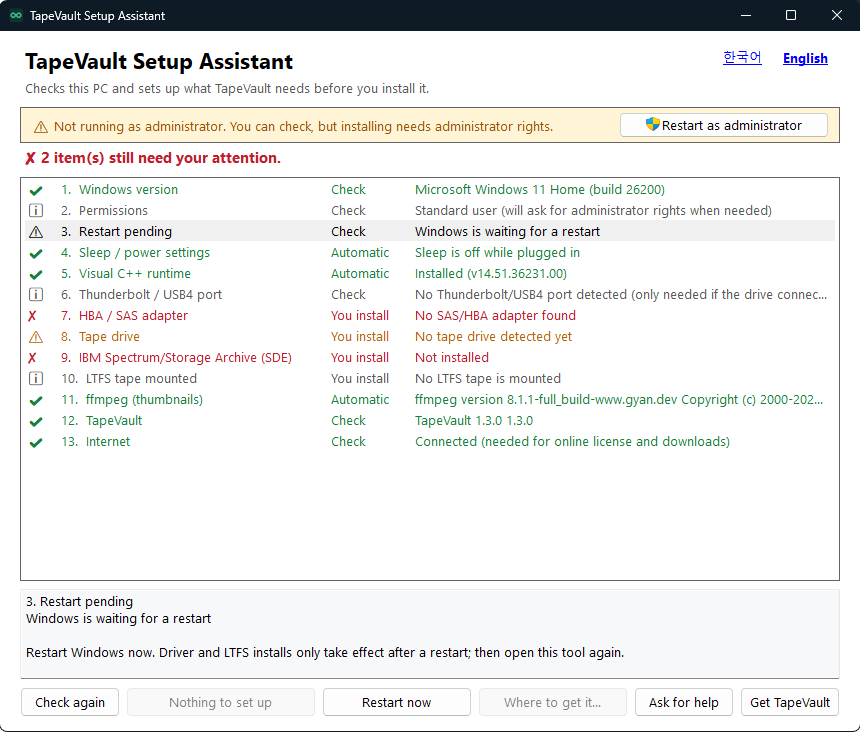 TapeVault Setup Assistant
TapeVault Setup Assistant
한국어 English
Checks this PC and sets up what TapeVault needs before you install it.
Not running as administrator. You can check, but installing needs administrator rights.
Restart as administrator
✗ 2 item(s) still need your attention.
1. Windows version Check Microsoft Windows 11 Home (build 26200)
2. Permissions Check Standard user (will ask for administrator rights when needed)
3. Restart pending Check Windows is waiting for a restart
4. Sleep / power settings Automatic Sleep is off while plugged in
5. Visual C++ runtime Automatic Installed (v14.51.36231.00)
6. Thunderbolt / USB4 port Check No Thunderbolt/USB4 port detected (only needed if the drive connec...
7. HBA / SAS adapter You install No SAS/HBA adapter found
8. Tape drive You install No tape drive detected yet
9. IBM Spectrum/Storage Archive (SDE) You install Not installed
10. LTFS tape mounted You install No LTFS tape is mounted
11. ffmpeg (thumbnails) Automatic ffmpeg version 8.1.1-full_build-www.gyan.dev Copyright (c) 2000-202...
12. TapeVault Check TapeVault 1.3.0 1.3.0
13. Internet Check Connected (needed for online license and downloads)
3. Restart pending
Windows is waiting for a restart
Restart Windows now. Driver and LTFS installs only take effect after a restart; then open this tool again.
Check again Nothing to set up Restart now Where to get it... Ask for help Get TapeVault